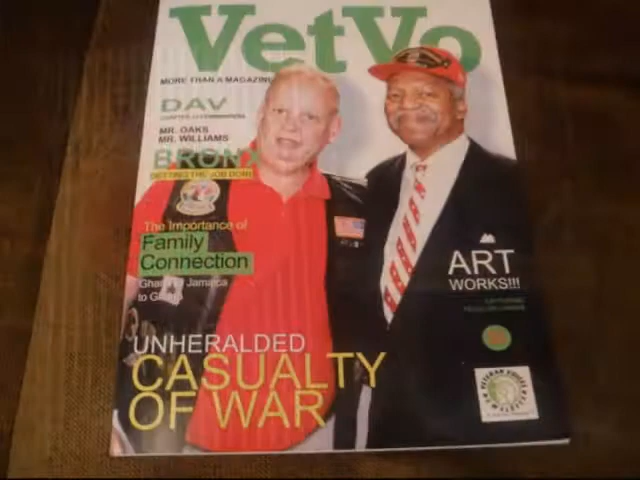 VetVo
MORE THAN A MAGAZINE
DAV
MR. OAKS
MR. WILLIAMS
BRONX
GETTING THE JOB DONE
The Importance of
Family
Connection
Jamaica
to
ART
WORKS!!!
UNHERALDED
CASUALTY
OF WAR